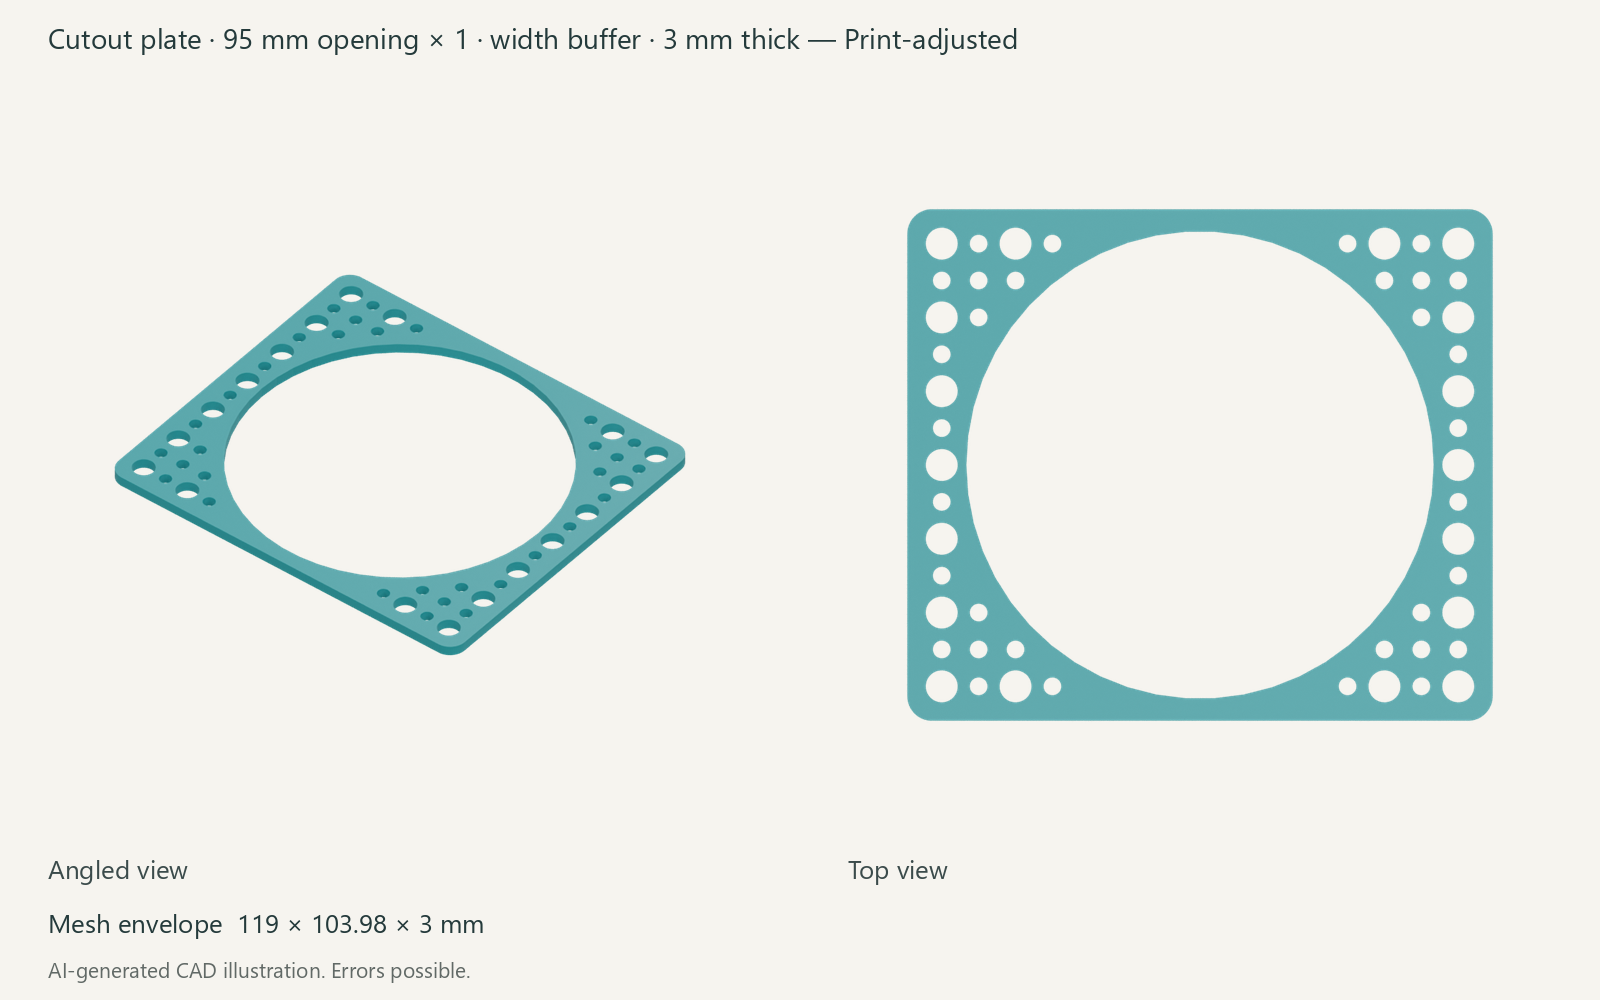 Cutout plate · 95 mm opening × 1 · width buffer · 3 mm thick — Print-adjusted
Angled view
Top view
Mesh envelope 119 × 103.98 × 3 mm
AI-generated CAD illustration. Errors possible.